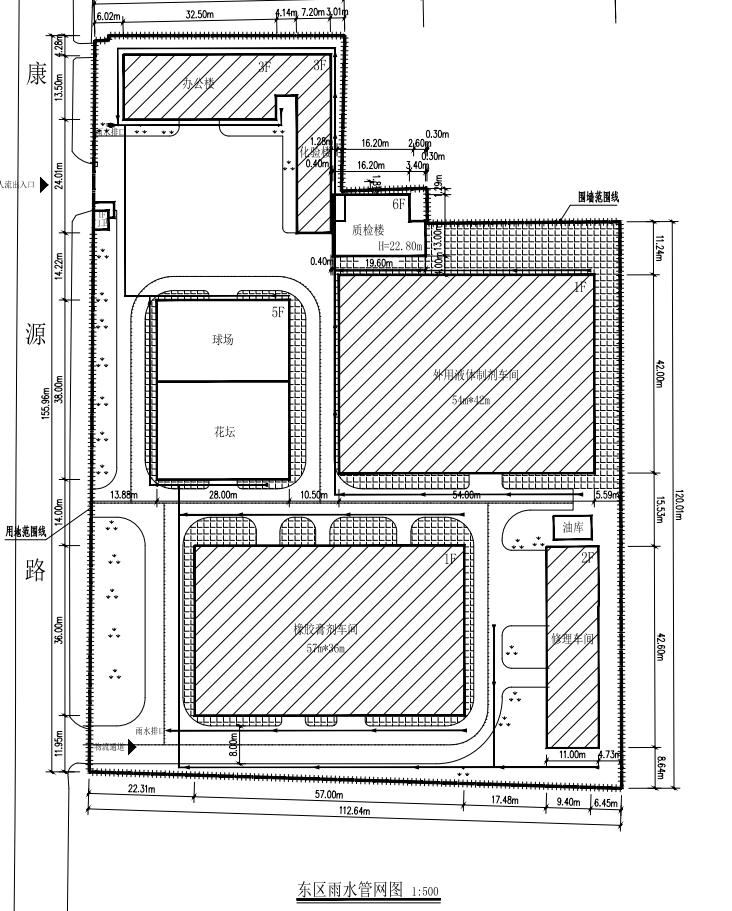 6.02m
32.50m
4.14m
7.20m
3.01m
4.28m
康
13.50m
办公楼
3F
3F
雨水排口
化验楼
1.28m
16.20m
2.60m
0.30m
0.30m
0.40m
16.20m
3.40m
24.01m
人流出入口
1.29m
围墙范围线
6F
质检楼
H=22.80m
13.00m
11.24m
14.22m
0.40m
19.60m
4.00m
1F
5F
源
球场
外用液体制剂车间
54m*42m
42.00m
38.00m
155.96m
花坛
13.88m
28.00m
10.50m
54.00m
5.59m
14.00m
用地范围线
15.53m
120.01m
油库
路
1F
2F
36.00m
橡胶膏剂车间
57m*36m
修理车间
42.60m
雨水排口
11.95m
物流通道
8.00m
11.00m
4.73m
8.64m
22.31m
57.00m
17.48m
9.40m
6.45m
112.64m
东区雨水管网图 1:500